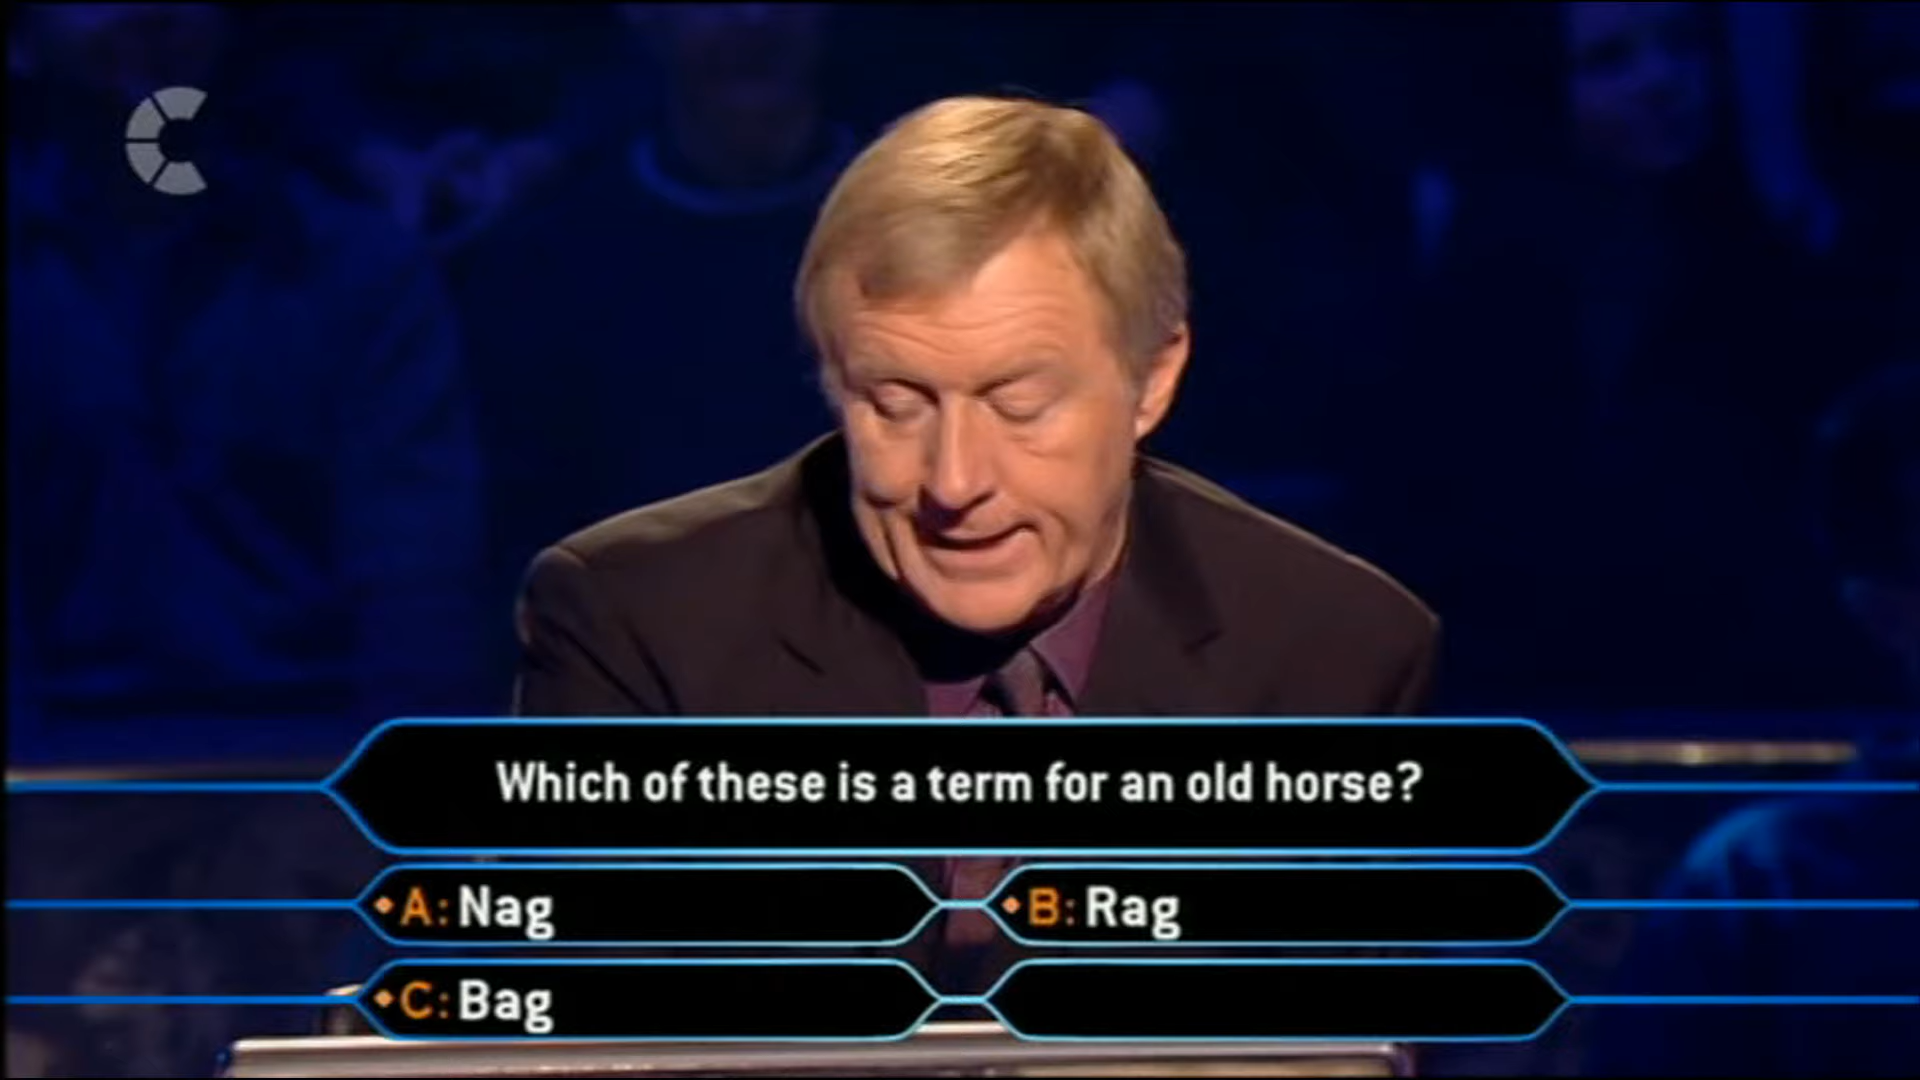 Which of these is a term for an old horse?
A: Nag
B: Rag
C: Bag